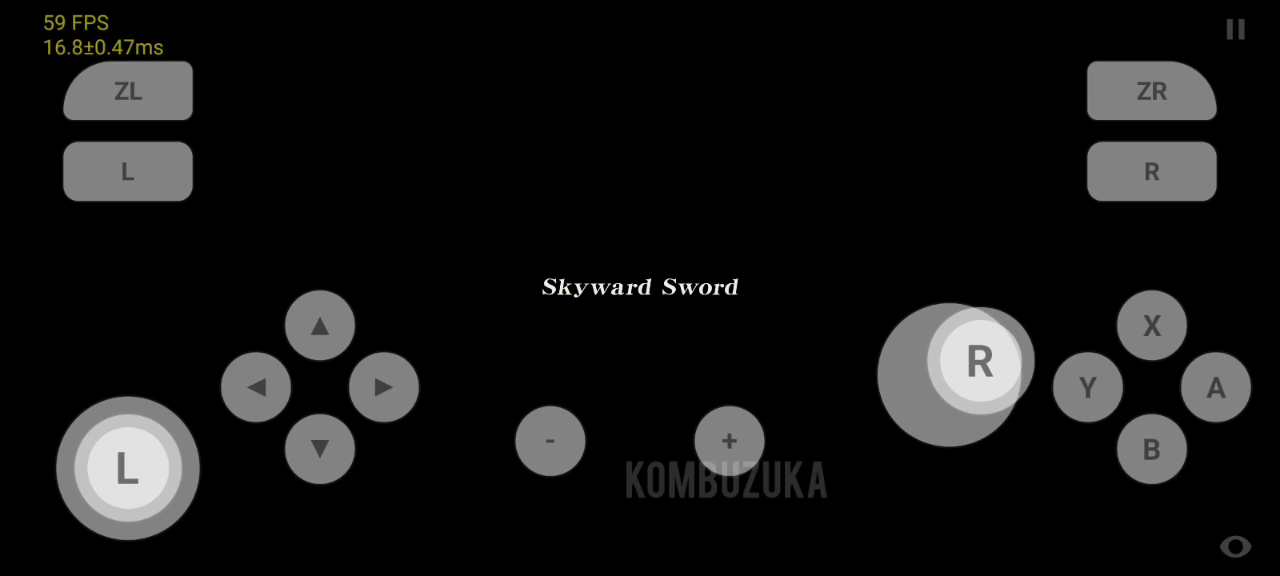 59 FPS
16.8±0.47ms
ZL
ZR
L
R
Skyward Sword
X
R
Y
A
L
-
+
B
KOMBUZUKA